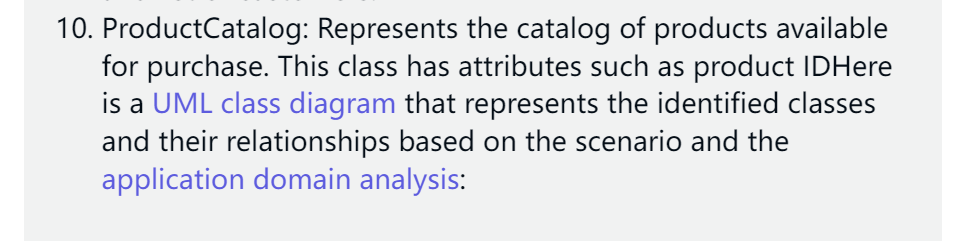 10. ProductCatalog: Represents the catalog of products available
for purchase. This class has attributes such as product IDHere
is a UML class diagram that represents the identified classes
and their relationships based on the scenario and the
application domain analysis: